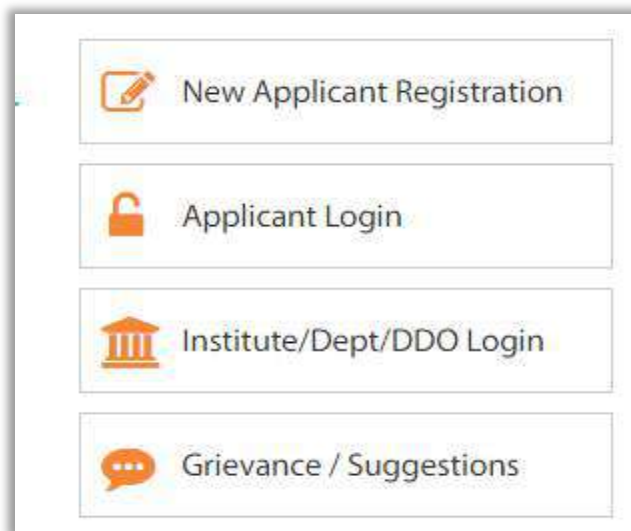 New Applicant Registration
Applicant Login
Institute/Dept/DDO Login
Grievance / Suggestions